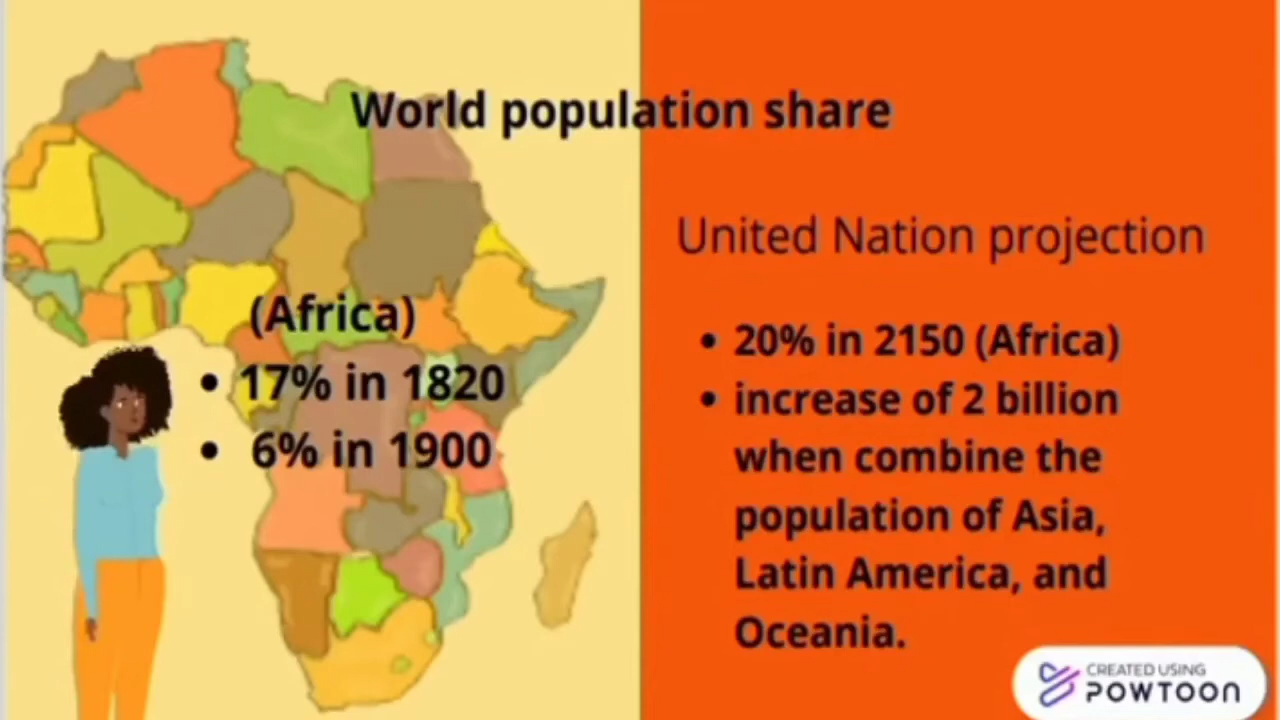 World population share
(Africa)
• 17% in 1820
• 6% in 1900
United Nation projection
• 20% in 2150 (Africa)
• increase of 2 billion
when combine the
population of Asia,
Latin America, and
Oceania.
CREATED USING
POWTOON